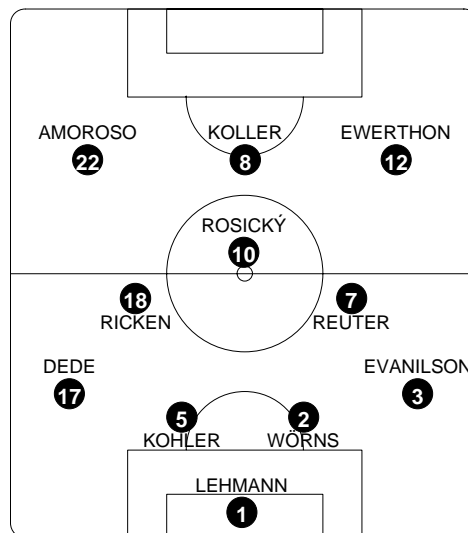 AMOROSO KOLLER EWERTHON
22 8 12
ROSICKÝ
10
18 7
RICKEN REUTER
DEDE EVANILSON
17 3
5 2
KOHLER WÖRNS
LEHMANN
1